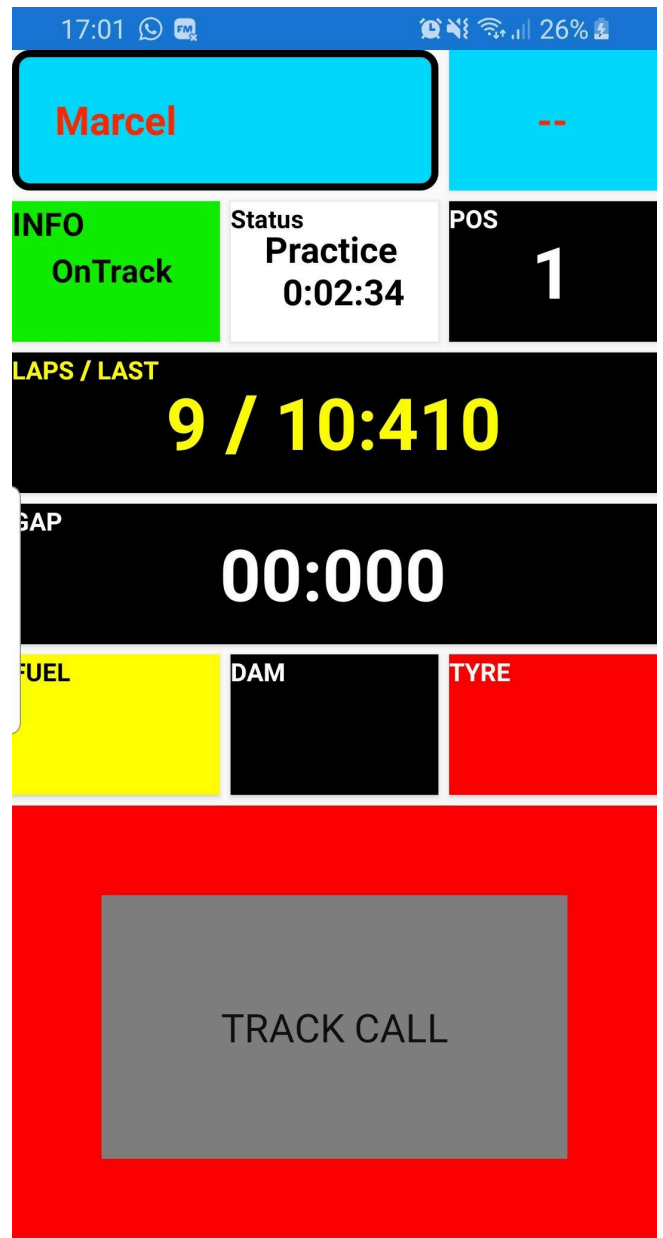 17:01 26%
Marcel --
INFO Status POS
OnTrack Practice 1
0:02:34
LAPS / LAST
9 / 10:410
GAP
00:000
FUEL DAM TYRE
TRACK CALL